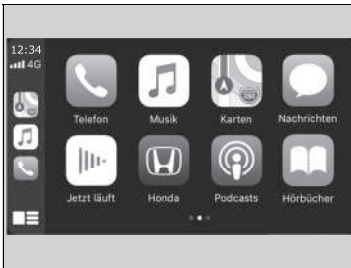 12:34
4G
Telefon Musik Karten Nachrichten
Jetzt läuft Honda Podcasts Hörbücher